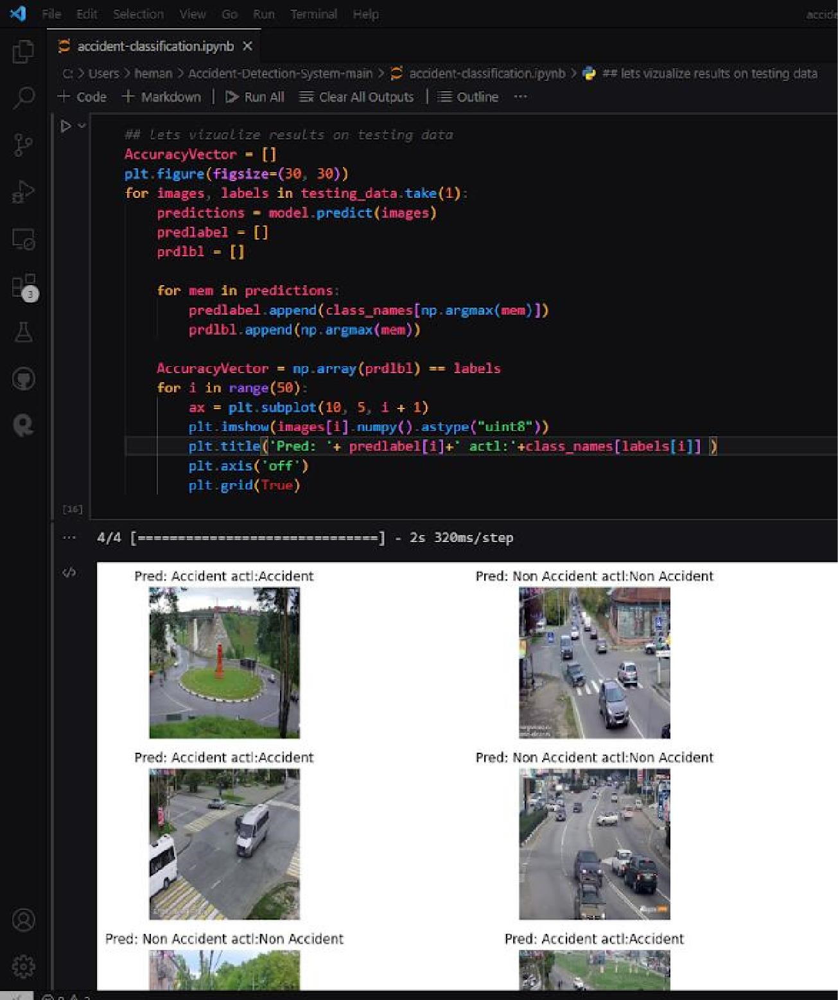 File Edit Selection View Go Run Terminal Help
accident-classification.ipynb
C: > Users > heman > Accident-Detection-System-main > accident-classification.ipynb > ## lets vizualize results on testing data
+ Code + Markdown | Run All Clear All Outputs | Outline ...
## lets vizualize results on testing data
AccuracyVector = []
plt.figure(figsize=(30, 30))
for images, labels in testing_data.take(1):
    predictions = model.predict(images)
    predlabel = []
    prdlbl = []
    for mem in predictions:
        predlabel.append(class_names[np.argmax(mem)])
        prdlbl.append(np.argmax(mem))
    AccuracyVector = np.array(prdlbl) == labels
    for i in range(50):
        ax = plt.subplot(10, 5, i + 1)
        plt.imshow(images[i].numpy().astype("uint8"))
        plt.title('Pred: '+ predlabel[i]+' actl:'+class_names[labels[i]] )
        plt.axis('off')
        plt.grid(True)
[16]
3
... 4/4 [==============================] - 2s 320ms/step
Pred: Accident actl:Accident
Pred: Non Accident actl:Non Accident
Pred: Accident actl:Accident
Pred: Non Accident actl:Non Accident
Pred: Non Accident actl:Non Accident
Pred: Accident actl:Accident